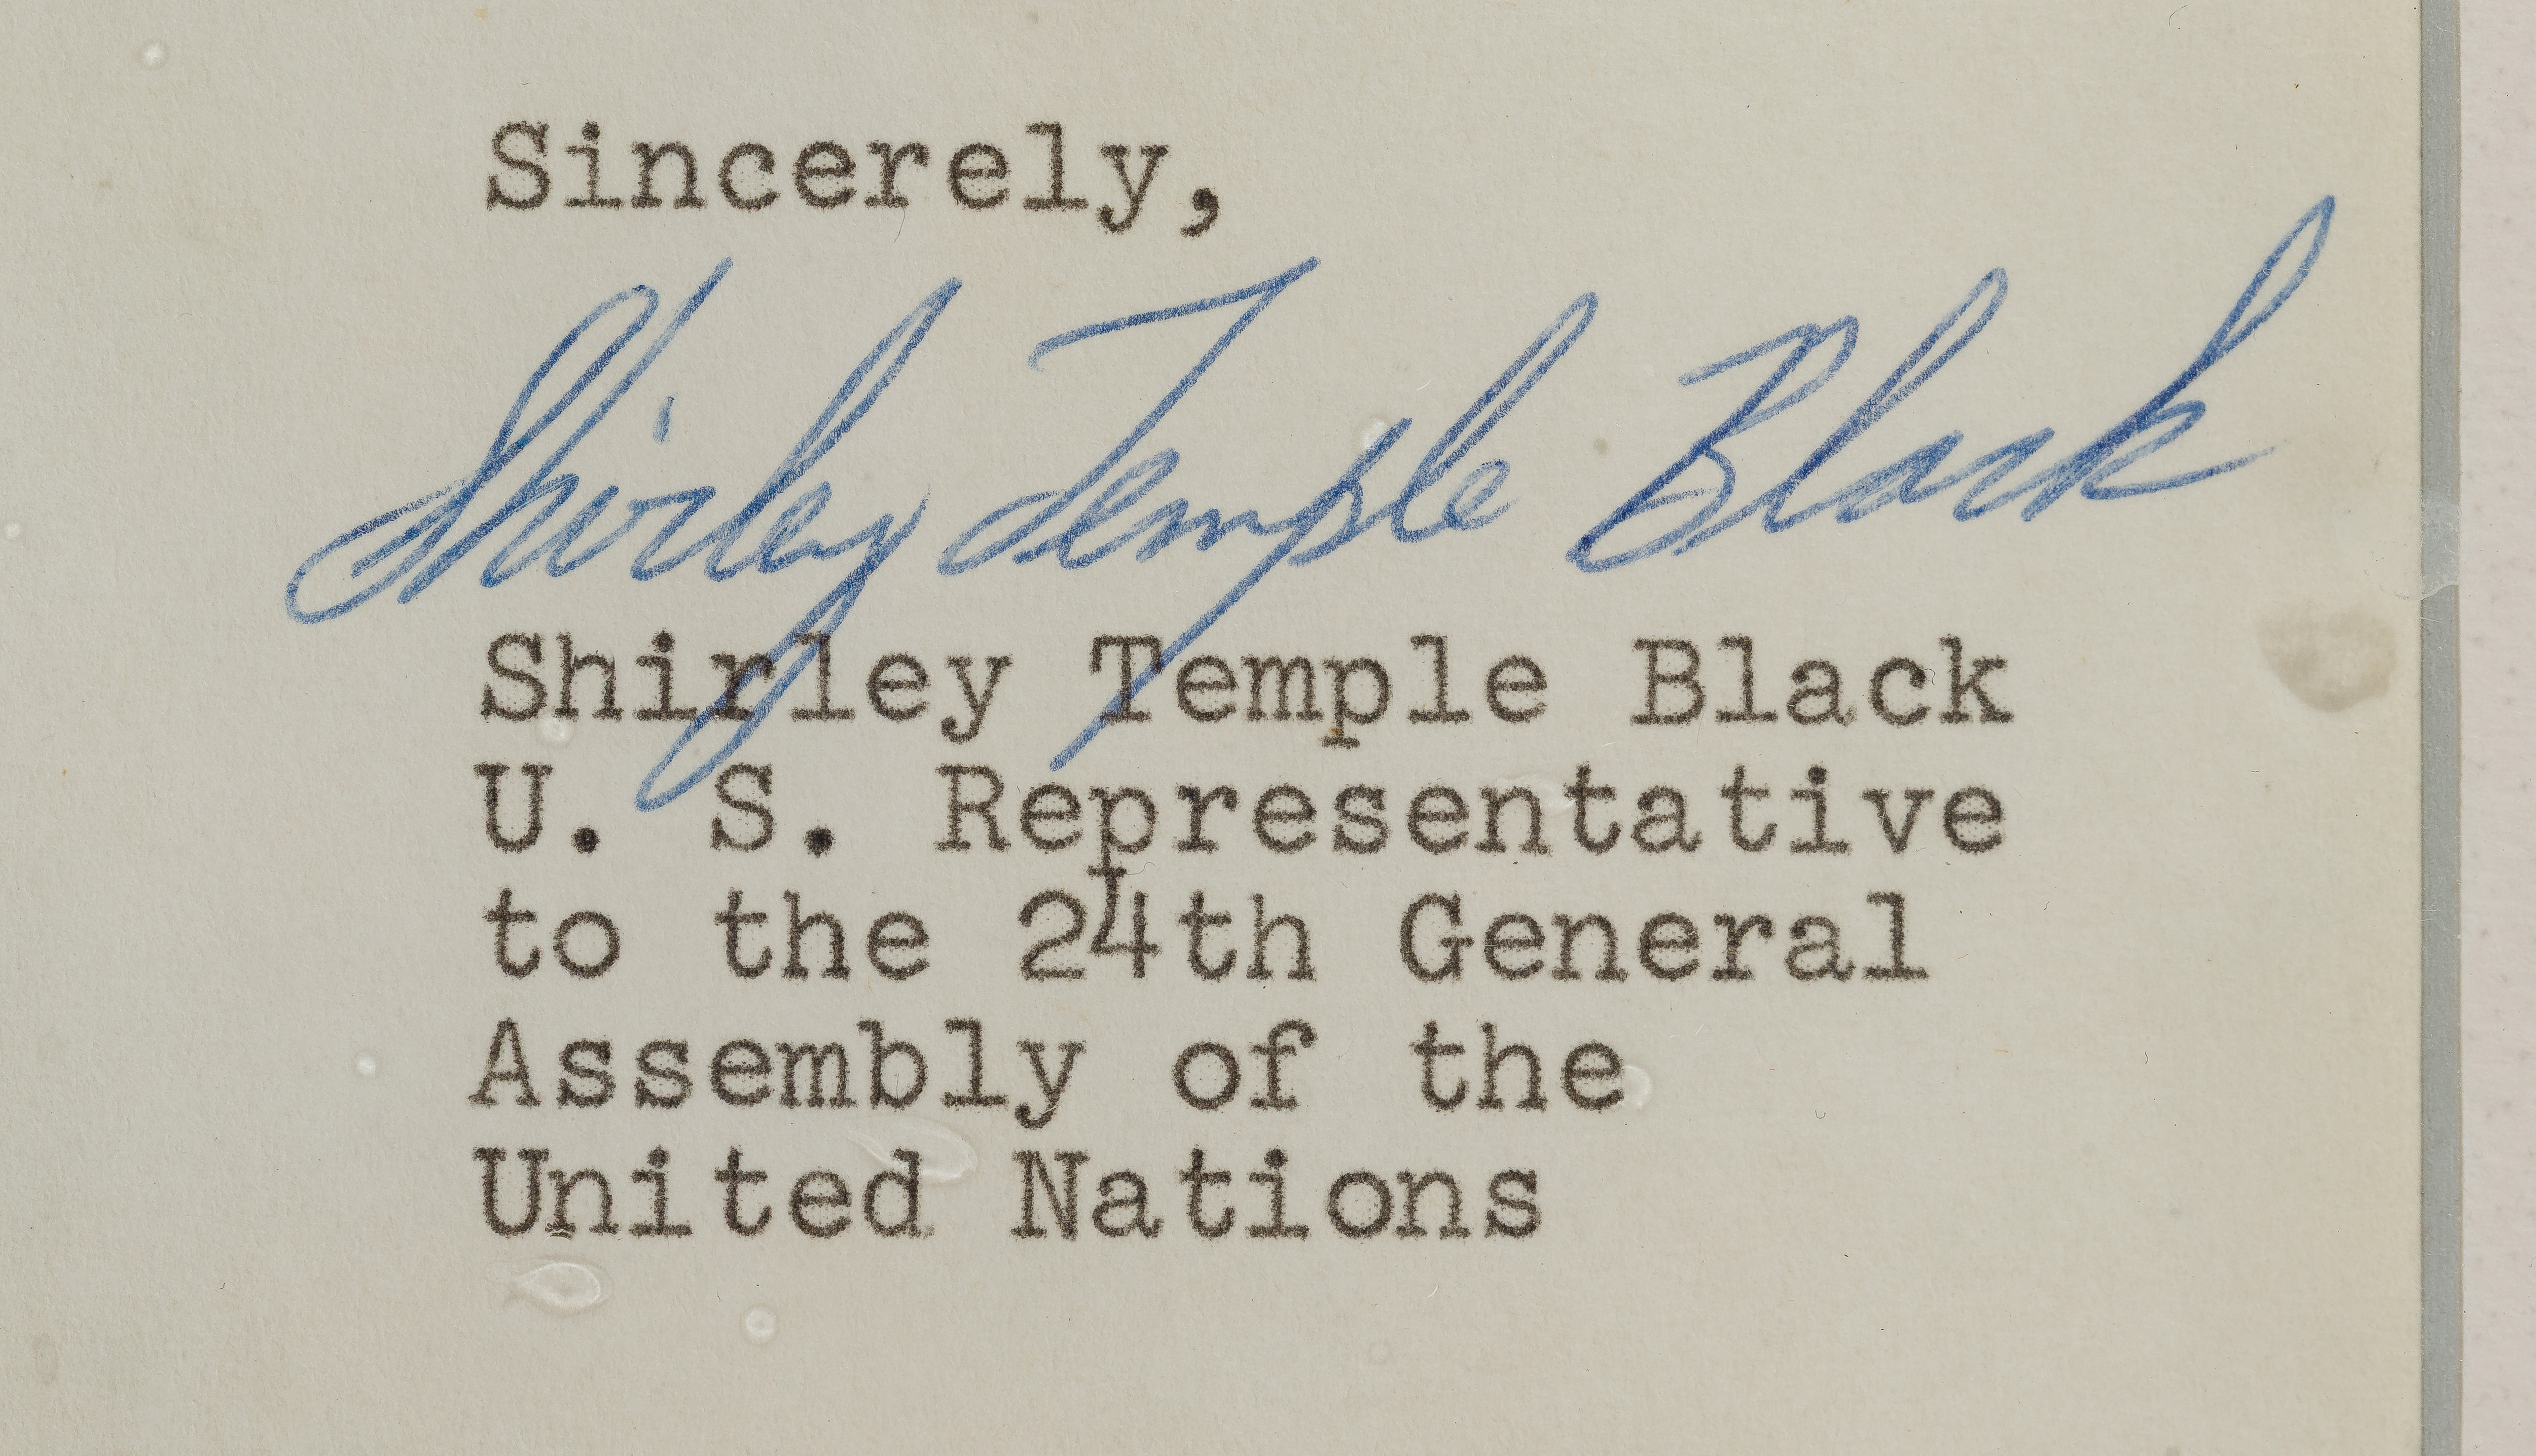 Sincerely,
Shirley Temple Black
Shirley Temple Black
U. S. Representative
to the 24th General
Assembly of the
United Nations